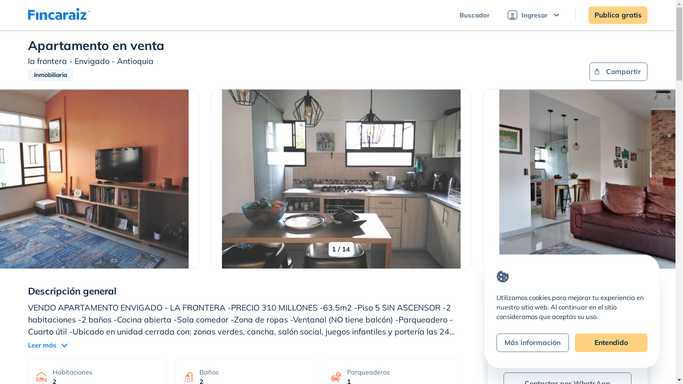 Fincaraiz
Buscador
Ingresar
Publica gratis
Apartamento en venta
la frontera - Envigado - Antioquia
Inmobiliaria
Compartir
1 / 14
Descripción general
VENDO APARTAMENTO ENVIGADO - LA FRONTERA -PRECIO 310 MILLONES -63.5m2 -Piso 5 SIN ASCENSOR -2
habitaciones -2 baños -Cocina abierta -Sala comedor -Zona de ropas -Ventanal (NO tiene balcón) -Parqueadero -
Cuarto útil -Ubicado en unidad cerrada con; zonas verdes, cancha, salón social, juegos infantiles y portería las 24...
Leer más
Habitaciones
2
Baños
2
Parqueaderos
1
Utilizamos cookies para mejorar tu experiencia en
nuestro sitio web. Al continuar en el sitio
consideramos que aceptas su uso.
Más información
Entendido
Contactar por WhatsApp